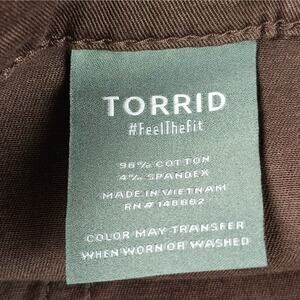 TORRID
#FeelTheFit
96% COTTON
4% SPANDEX
MADE IN VIETNAM
RN# 148862
COLOR MAY TRANSFER
WHEN WORN OR WASHED